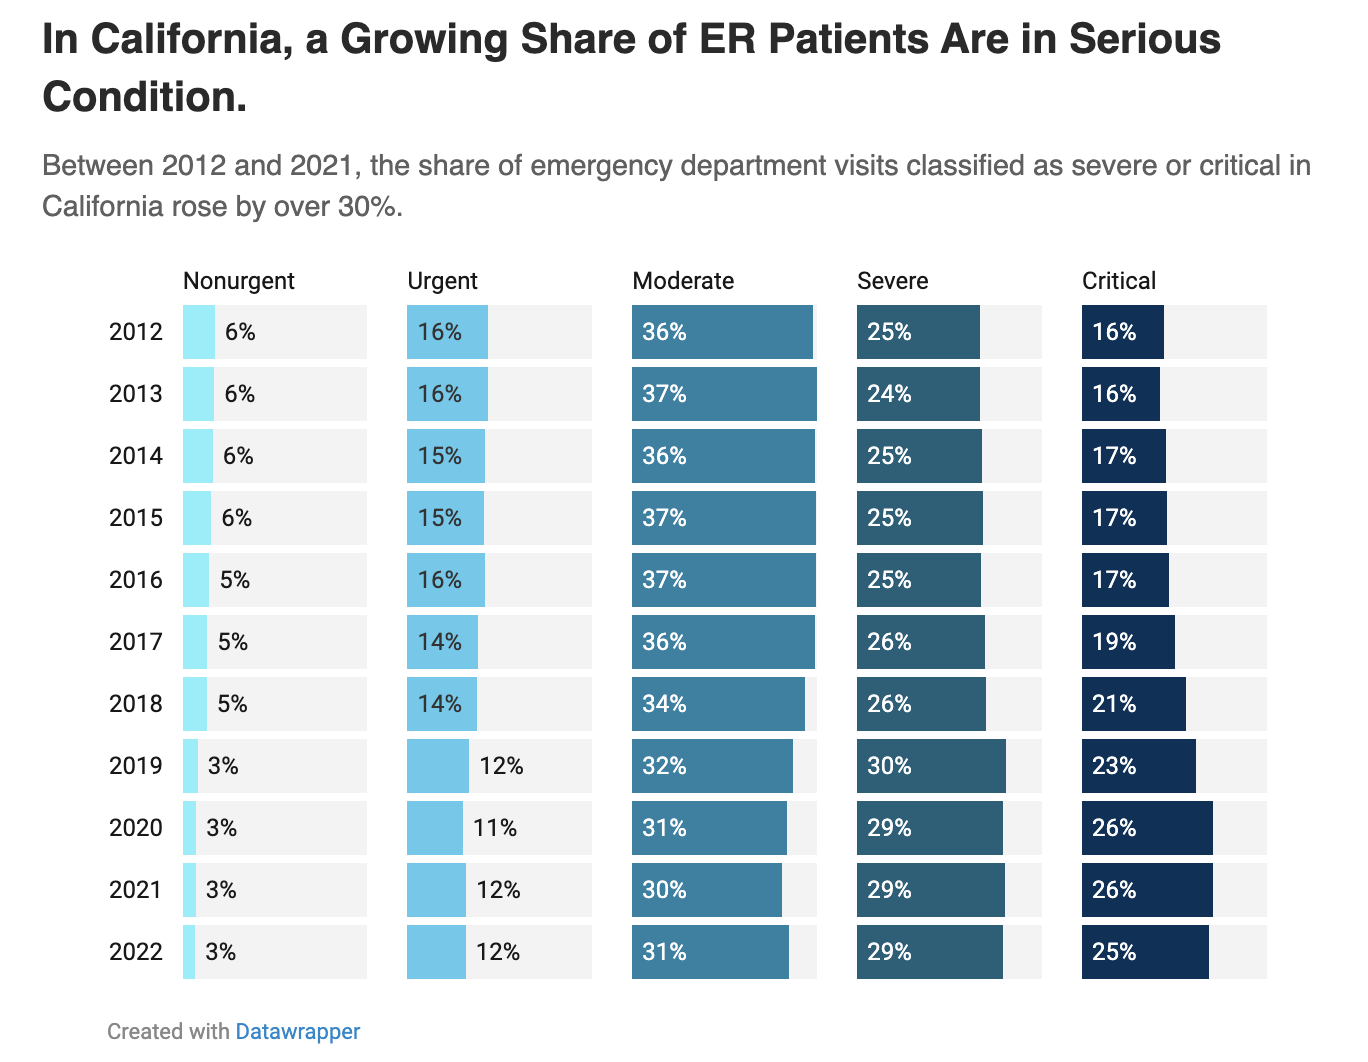 In California, a Growing Share of ER Patients Are in Serious
Condition.
Between 2012 and 2021, the share of emergency department visits classified as severe or critical in
California rose by over 30%.
Nonurgent Urgent Moderate Severe Critical
2012 6% 16% 36% 25% 16%
2013 6% 16% 37% 24% 16%
2014 6% 15% 36% 25% 17%
2015 6% 15% 37% 25% 17%
2016 5% 16% 37% 25% 17%
2017 5% 14% 36% 26% 19%
2018 5% 14% 34% 26% 21%
2019 3% 12% 32% 30% 23%
2020 3% 11% 31% 29% 26%
2021 3% 12% 30% 29% 26%
2022 3% 12% 31% 29% 25%
Created with Datawrapper